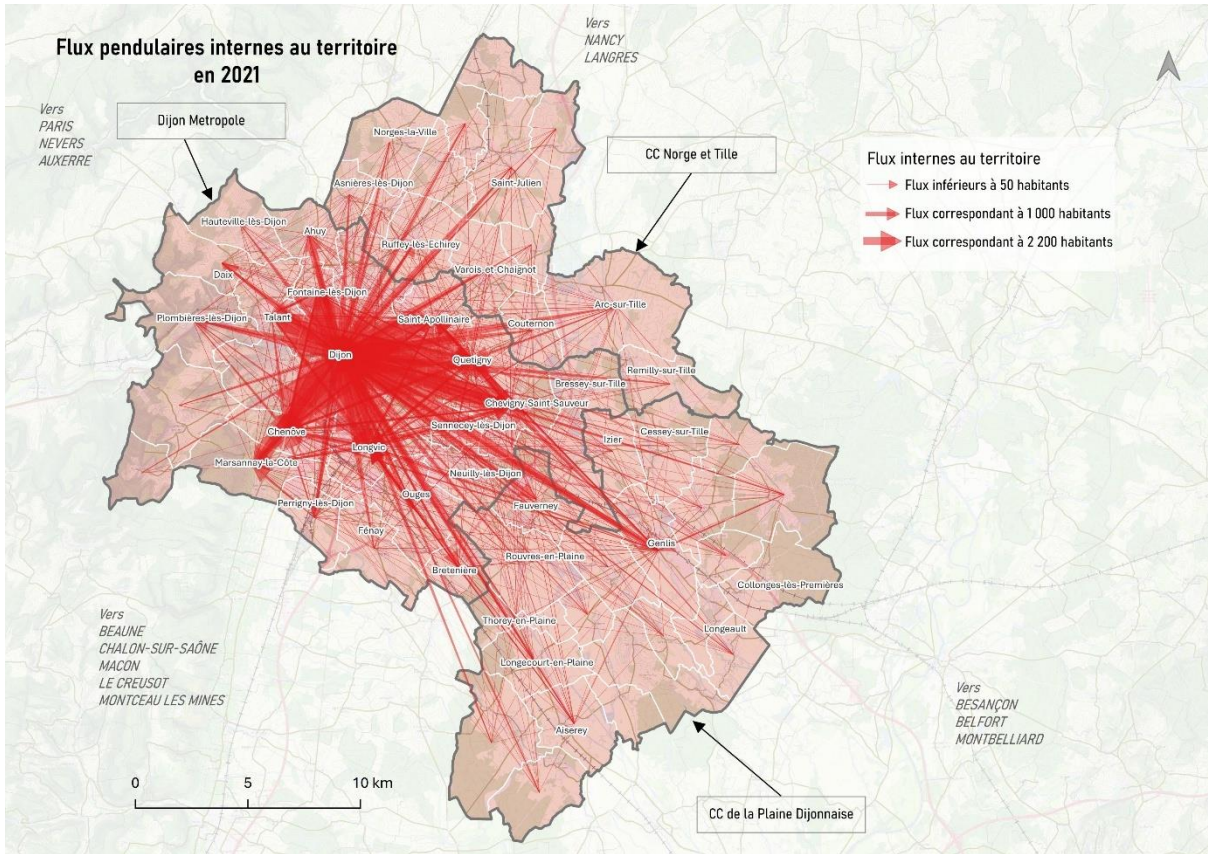 Flux pendulaires internes au territoire
en 2021
Vers
NANCY
LANGRES
Vers
PARIS
NEVERS
AUXERRE
Dijon Metropole
CC Norge et Tille
Flux internes au territoire
Flux inférieurs à 50 habitants
Flux correspondant à 1 000 habitants
Flux correspondant à 2 200 habitants
Norges-la-Ville
Asnières-lès-Dijon
Saint-Julien
Hauteville-lès-Dijon
Ahuy
Ruffey-lès-Echirey
Daix
Varois-et-Chaignot
Fontaine-lès-Dijon
Arc-sur-Tille
Plombières-lès-Dijon
Talant
Saint-Apollinaire
Couternon
Dijon
Quetigny
Remilly-sur-Tille
Bressey-sur-Tille
Chevigny-Saint-Sauveur
Chenôve
Sennecey-lès-Dijon
Cessey-sur-Tille
Izier
Longvic
Marsannay-la-Côte
Neuilly-lès-Dijon
Ouges
Perrigny-lès-Dijon
Fauverney
Fénay
Genlis
Rouvres-en-Plaine
Bretenière
Collonges-lès-Premières
Thorey-en-Plaine
Longeault
Longecourt-en-Plaine
Aiserey
Vers
BEAUNE
CHALON-SUR-SAÔNE
MACON
LE CREUSOT
MONTCEAU LES MINES
Vers
BESANÇON
BELFORT
MONTBELLIARD
0 5 10 km
CC de la Plaine Dijonnaise